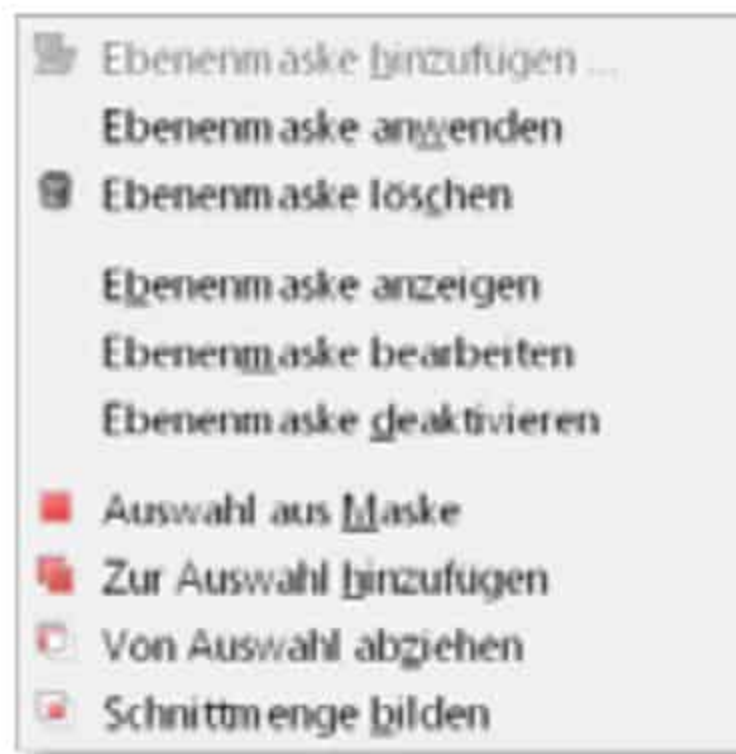 Ebenenmaske hinzufügen ...
Ebenenmaske anwenden
Ebenenmaske löschen
Ebenenmaske anzeigen
Ebenenmaske bearbeiten
Ebenenmaske deaktivieren
Auswahl aus Maske
Zur Auswahl hinzufügen
Von Auswahl abziehen
Schnittmenge bilden